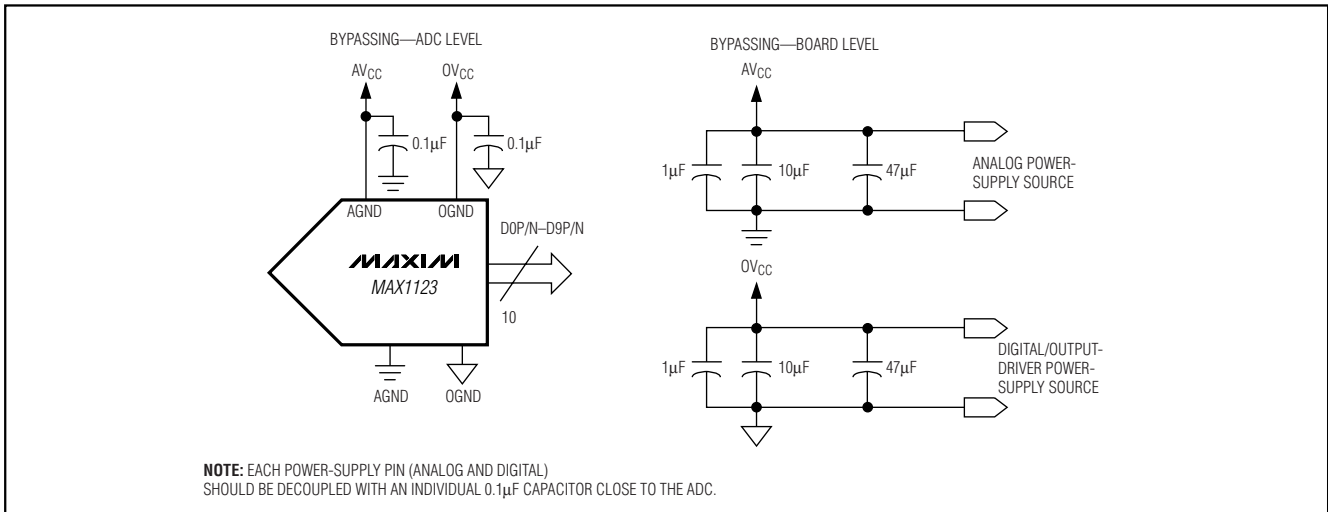 BYPASSING—ADC LEVEL
AVCC
OVCC
0.1µF
0.1µF
AGND
OGND
D0P/N–D9P/N
MAXIM
MAX1123
10
AGND
OGND
BYPASSING—BOARD LEVEL
AVCC
1µF
10µF
47µF
ANALOG POWER-
SUPPLY SOURCE
OVCC
1µF
10µF
47µF
DIGITAL/OUTPUT-
DRIVER POWER-
SUPPLY SOURCE
NOTE: EACH POWER-SUPPLY PIN (ANALOG AND DIGITAL)
SHOULD BE DECOUPLED WITH AN INDIVIDUAL 0.1µF CAPACITOR CLOSE TO THE ADC.